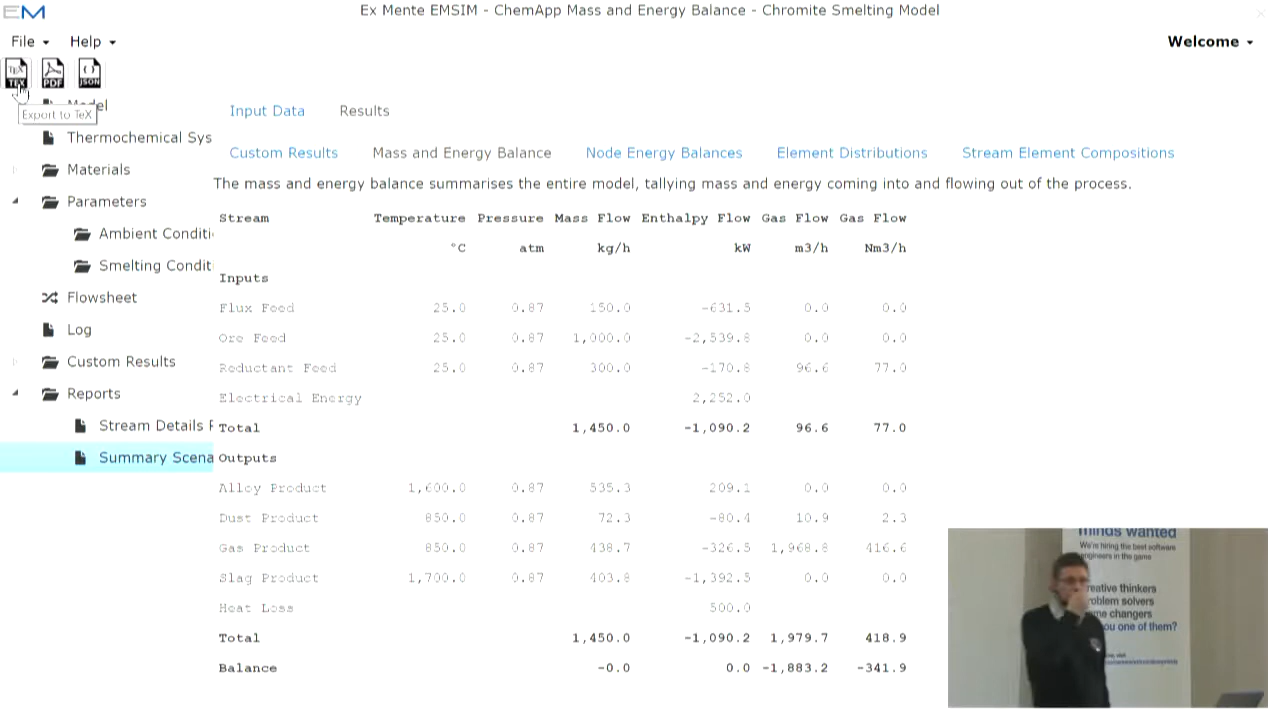 EM
Ex Mente EMSIM - ChemApp Mass and Energy Balance - Chromite Smelting Model
File Help Welcome
TEX PDF JSON
Export to TeX
Model
Thermochemical Sys
Materials
Parameters
Ambient Conditi
Smelting Condit
Flowsheet
Log
Custom Results
Reports
Stream Details
Summary Scena
Input Data Results
Custom Results Mass and Energy Balance Node Energy Balances Element Distributions Stream Element Compositions
The mass and energy balance summarises the entire model, tallying mass and energy coming into and flowing out of the process.
Stream Temperature Pressure Mass Flow Enthalpy Flow Gas Flow Gas Flow
°C atm kg/h kW m3/h Nm3/h
Inputs
Flux Feed 25.0 0.87 150.0 -631.5 0.0 0.0
Ore Feed 25.0 0.87 1,000.0 -2,539.8 0.0 0.0
Reductant Feed 25.0 0.87 300.0 -170.8 96.6 77.0
Electrical Energy 2,252.0
Total 1,450.0 -1,090.2 96.6 77.0
Outputs
Alloy Product 1,600.0 0.87 535.3 209.1 0.0 0.0
Dust Product 850.0 0.87 72.3 -80.4 10.9 2.3
Gas Product 850.0 0.87 438.7 -326.5 1,968.8 416.6
Slag Product 1,700.0 0.87 403.8 -1,392.5 0.0 0.0
Heat Loss 500.0
Total 1,450.0 -1,090.2 1,979.7 418.9
Balance -0.0 0.0 -1,883.2 -341.9
minds wanted
We're hiring the best software
engineers in the game
reative thinkers
roblem solvers
me changers
ou one of them?